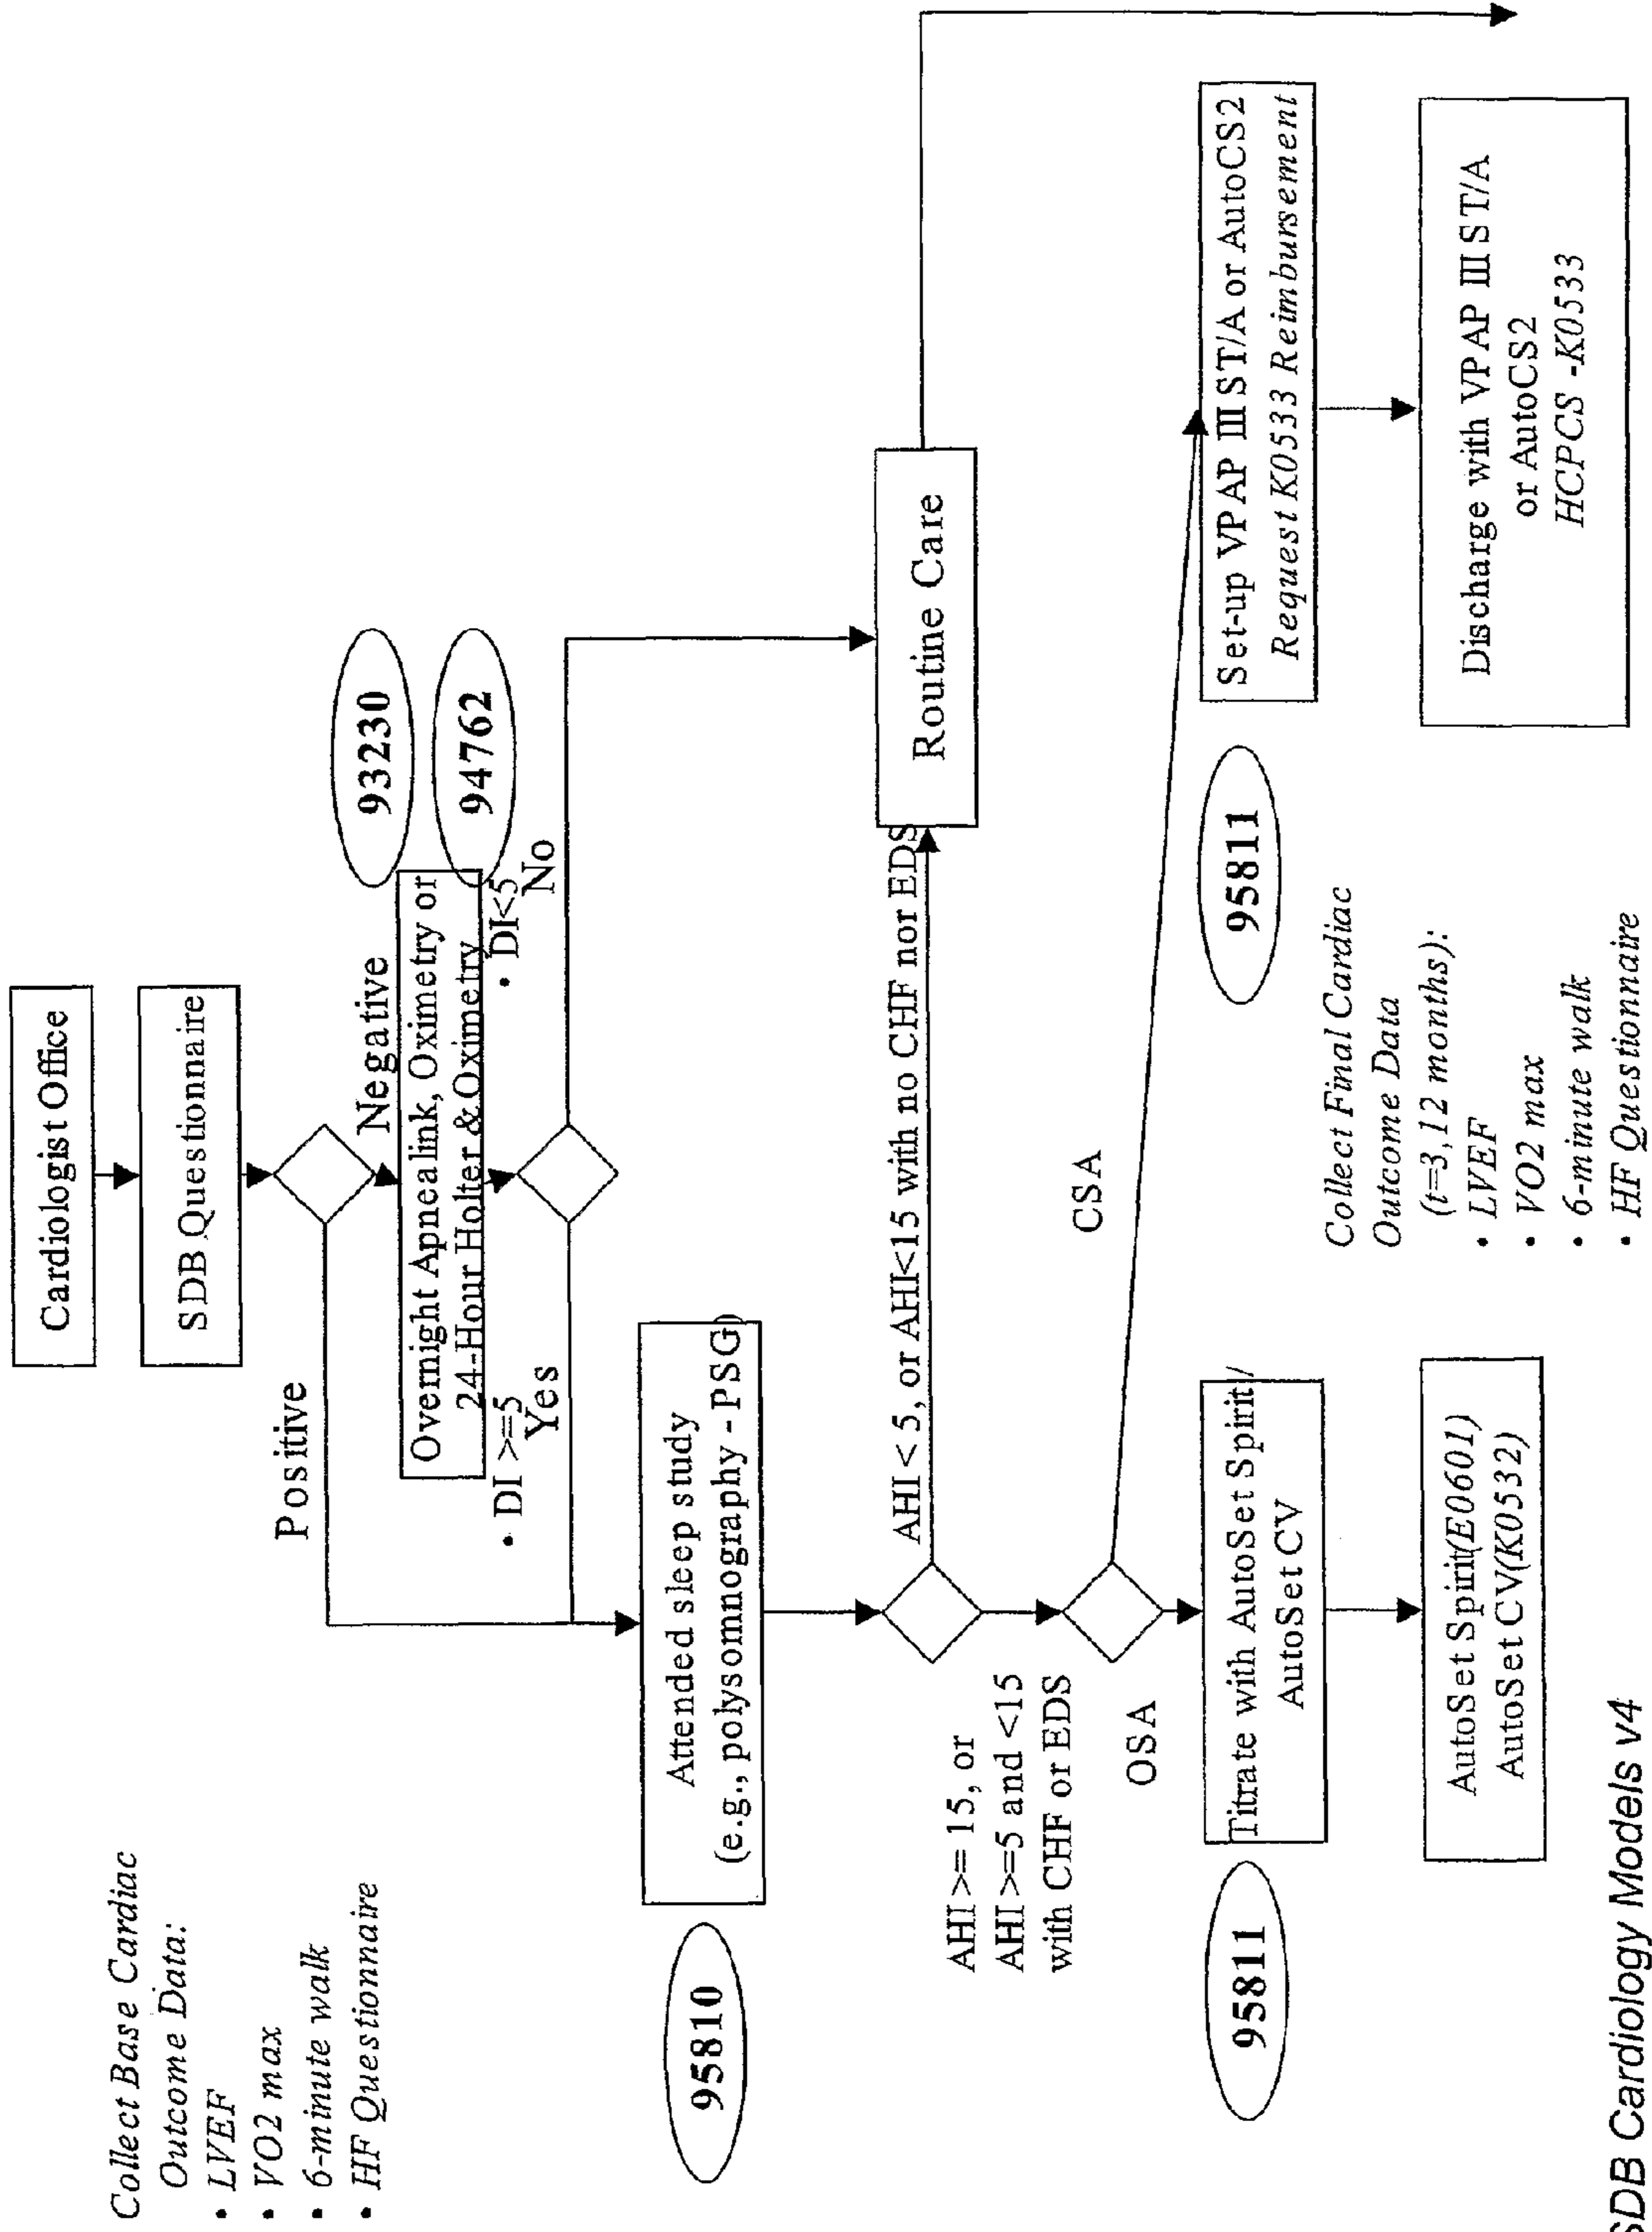 Cardiologist Office
SDB Questionnaire
Collect Base Cardiac
Outcome Data:
• LVEF
• VO2 max
• 6-minute walk
• HF Questionnaire
Positive
Negative
Overnight Apnealink, Oximetry or
24-Hour Holter & Oximetry
93230
94762
• DI >=5
Yes
• DI<5
No
95810
Attended sleep study
(e.g., polysomnography - PSG)
AHI < 5, or AHI<15 with no CHF nor EDS
Routine Care
AHI >= 15, or
AHI >=5 and <15
with CHF or EDS
OSA
CSA
95811
Titrate with AutoSet Spirit /
AutoSet CV
95811
Set-up VPAP III ST/A or AutoCS2
Request K0533 Reimbursement
AutoSet Spirit(E0601)
AutoSet CV(K0532)
Collect Final Cardiac
Outcome Data
(t=3,12 months):
• LVEF
• VO2 max
• 6-minute walk
• HF Questionnaire
Discharge with VPAP III ST/A
or AutoCS2
HCPCS -K0533
SDB Cardiology Models v4